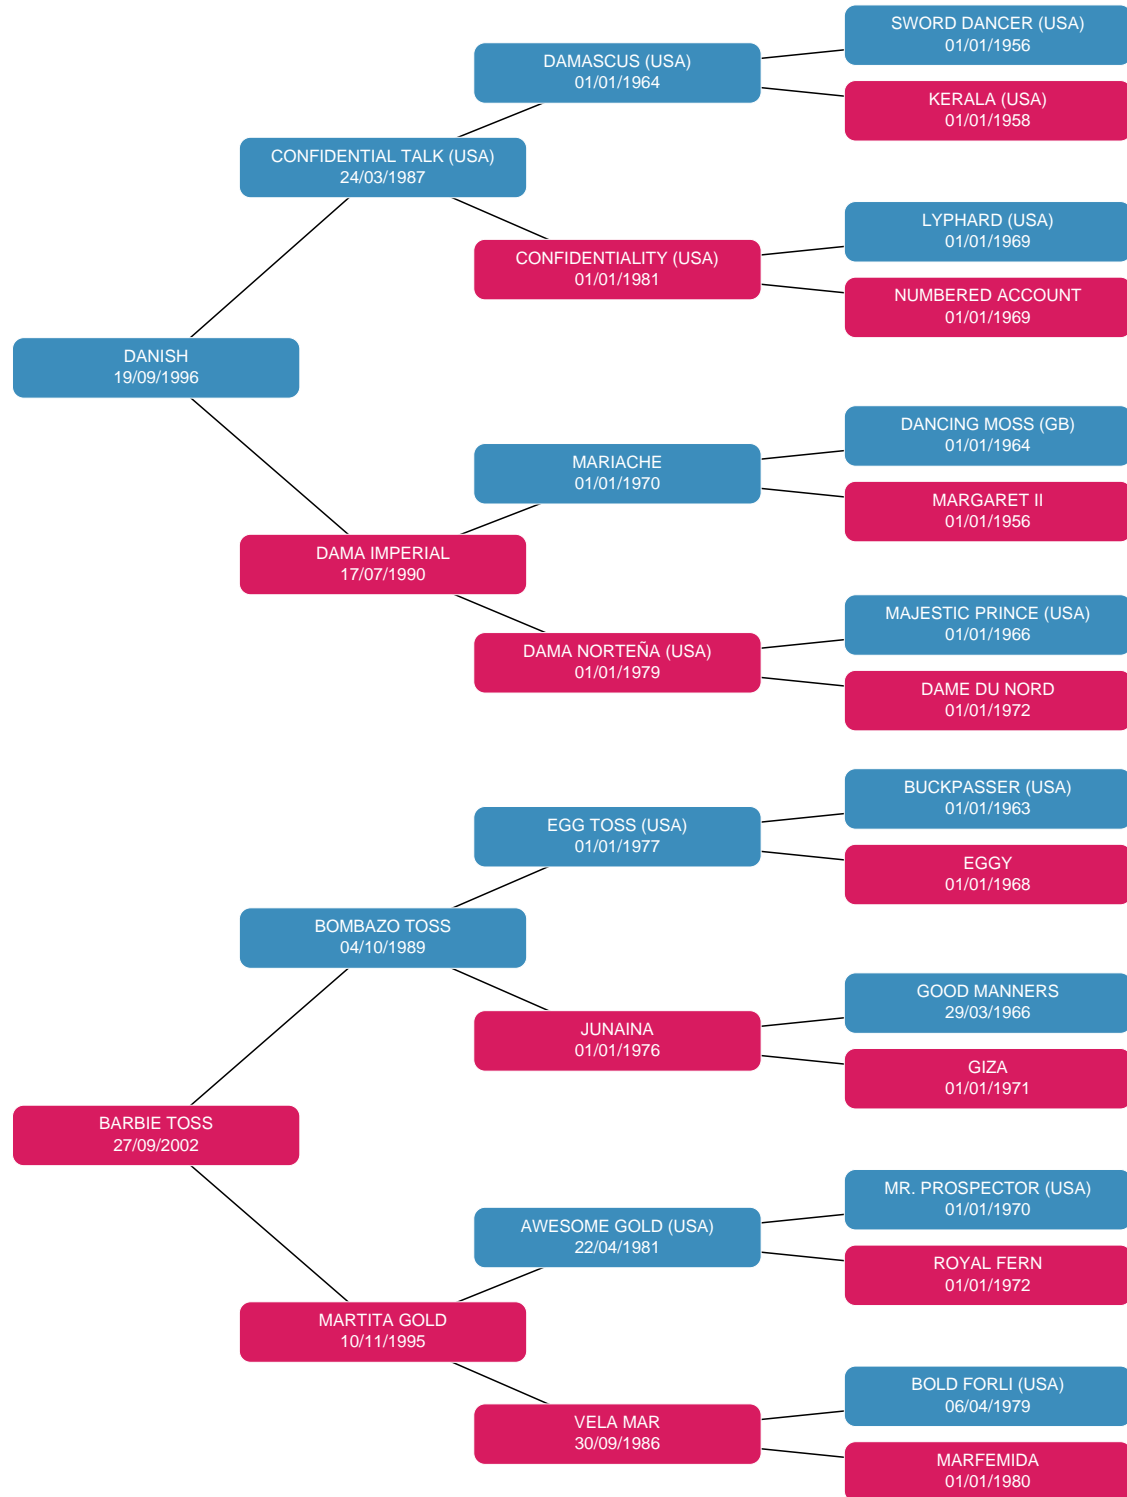 SWORD DANCER (USA)
01/01/1956
DAMASCUS (USA)
01/01/1964
KERALA (USA)
01/01/1958
CONFIDENTIAL TALK (USA)
24/03/1987
LYPHARD (USA)
01/01/1969
CONFIDENTIALITY (USA)
01/01/1981
NUMBERED ACCOUNT
01/01/1969
DANISH
19/09/1996
DANCING MOSS (GB)
01/01/1964
MARIACHE
01/01/1970
MARGARET II
01/01/1956
DAMA IMPERIAL
17/07/1990
MAJESTIC PRINCE (USA)
01/01/1966
DAMA NORTEÑA (USA)
01/01/1979
DAME DU NORD
01/01/1972
BUCKPASSER (USA)
01/01/1963
EGG TOSS (USA)
01/01/1977
EGGY
01/01/1968
BOMBAZO TOSS
04/10/1989
GOOD MANNERS
29/03/1966
JUNAINA
01/01/1976
GIZA
01/01/1971
BARBIE TOSS
27/09/2002
MR. PROSPECTOR (USA)
01/01/1970
AWESOME GOLD (USA)
22/04/1981
ROYAL FERN
01/01/1972
MARTITA GOLD
10/11/1995
BOLD FORLI (USA)
06/04/1979
VELA MAR
30/09/1986
MARFEMIDA
01/01/1980